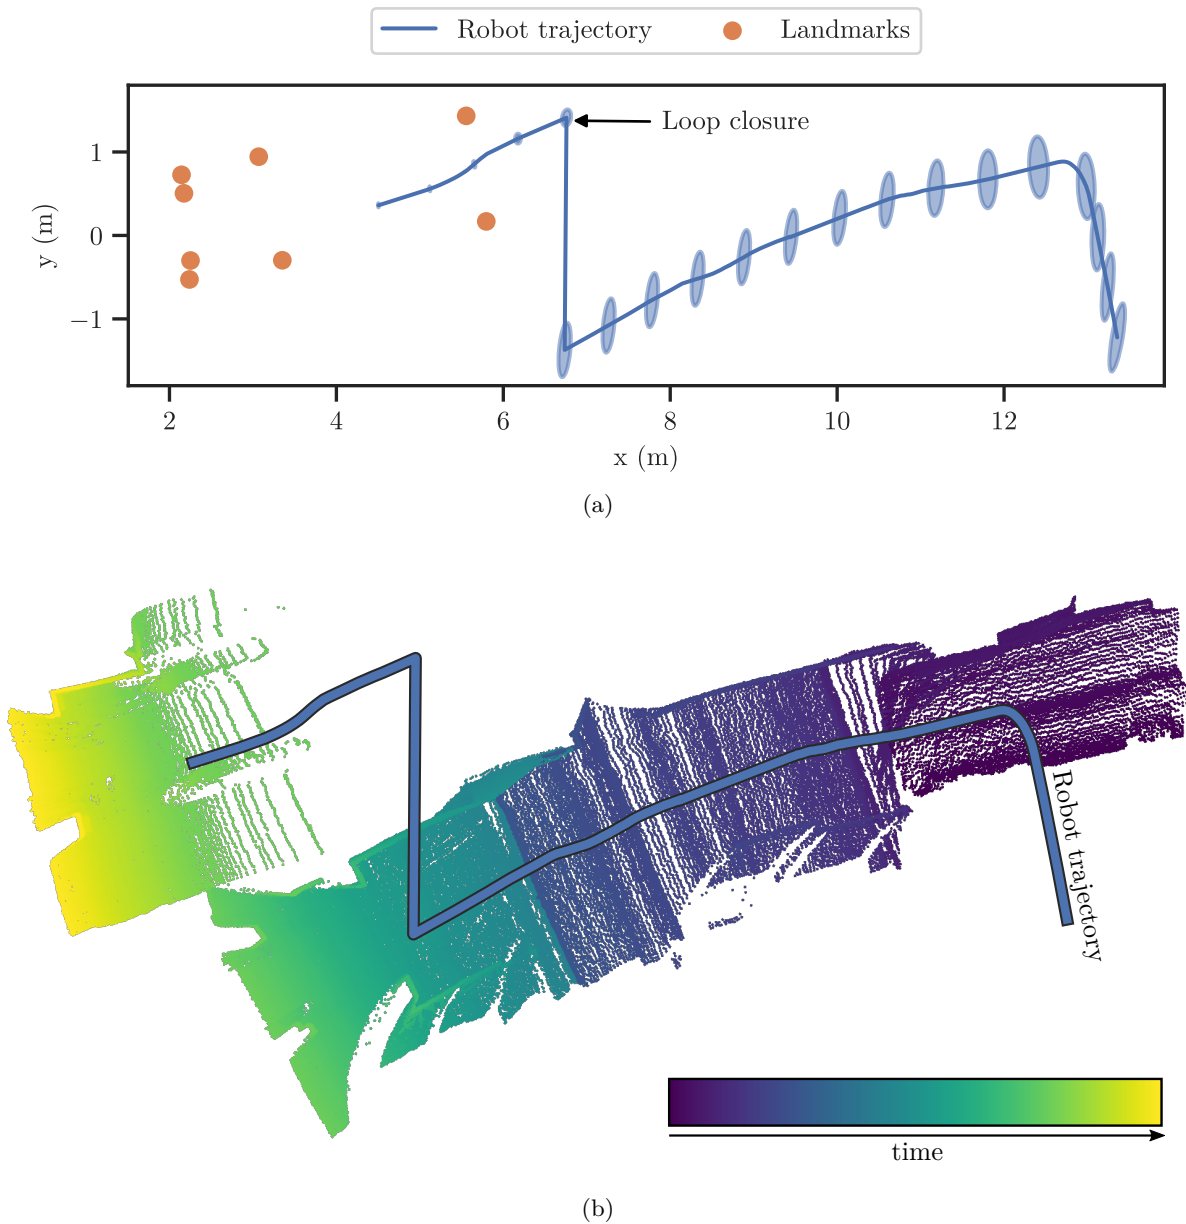 Robot trajectory Landmarks
Loop closure
1
0
−1
y (m)
2 4 6 8 10 12
x (m)
(a)
Robot trajectory
time
(b)